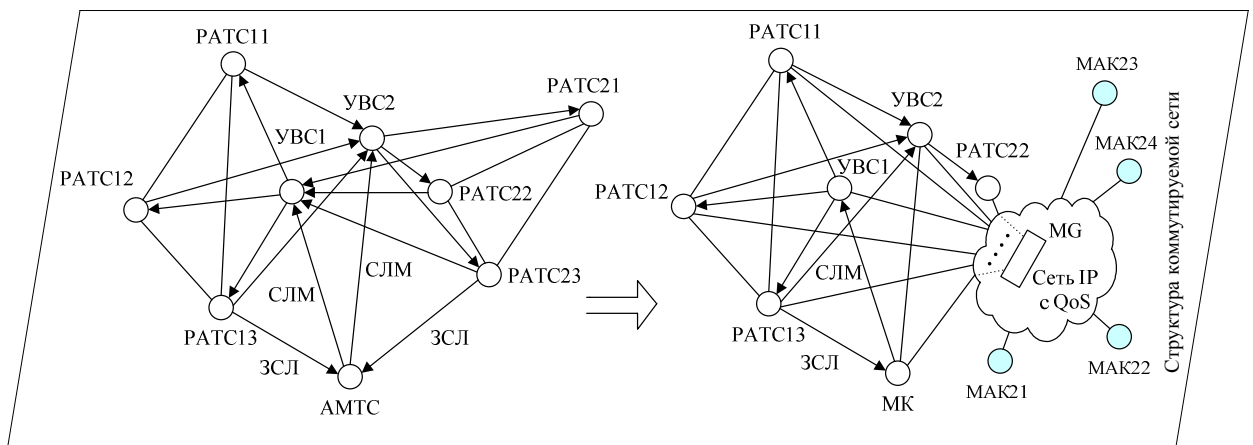 РАТС11
УВС2
РАТС21
УВС1
РАТС12
РАТС22
СЛМ
РАТС23
СЛМ
РАТС13
ЗСЛ
ЗСЛ
АМТС
РАТС11
МАК23
УВС2
МАК24
РАТС22
УВС1
РАТС12
MG
СЛМ
Сеть IP
с QoS
РАТС13
ЗСЛ
МАК22
МАК21
МК
Структура коммутируемой сети